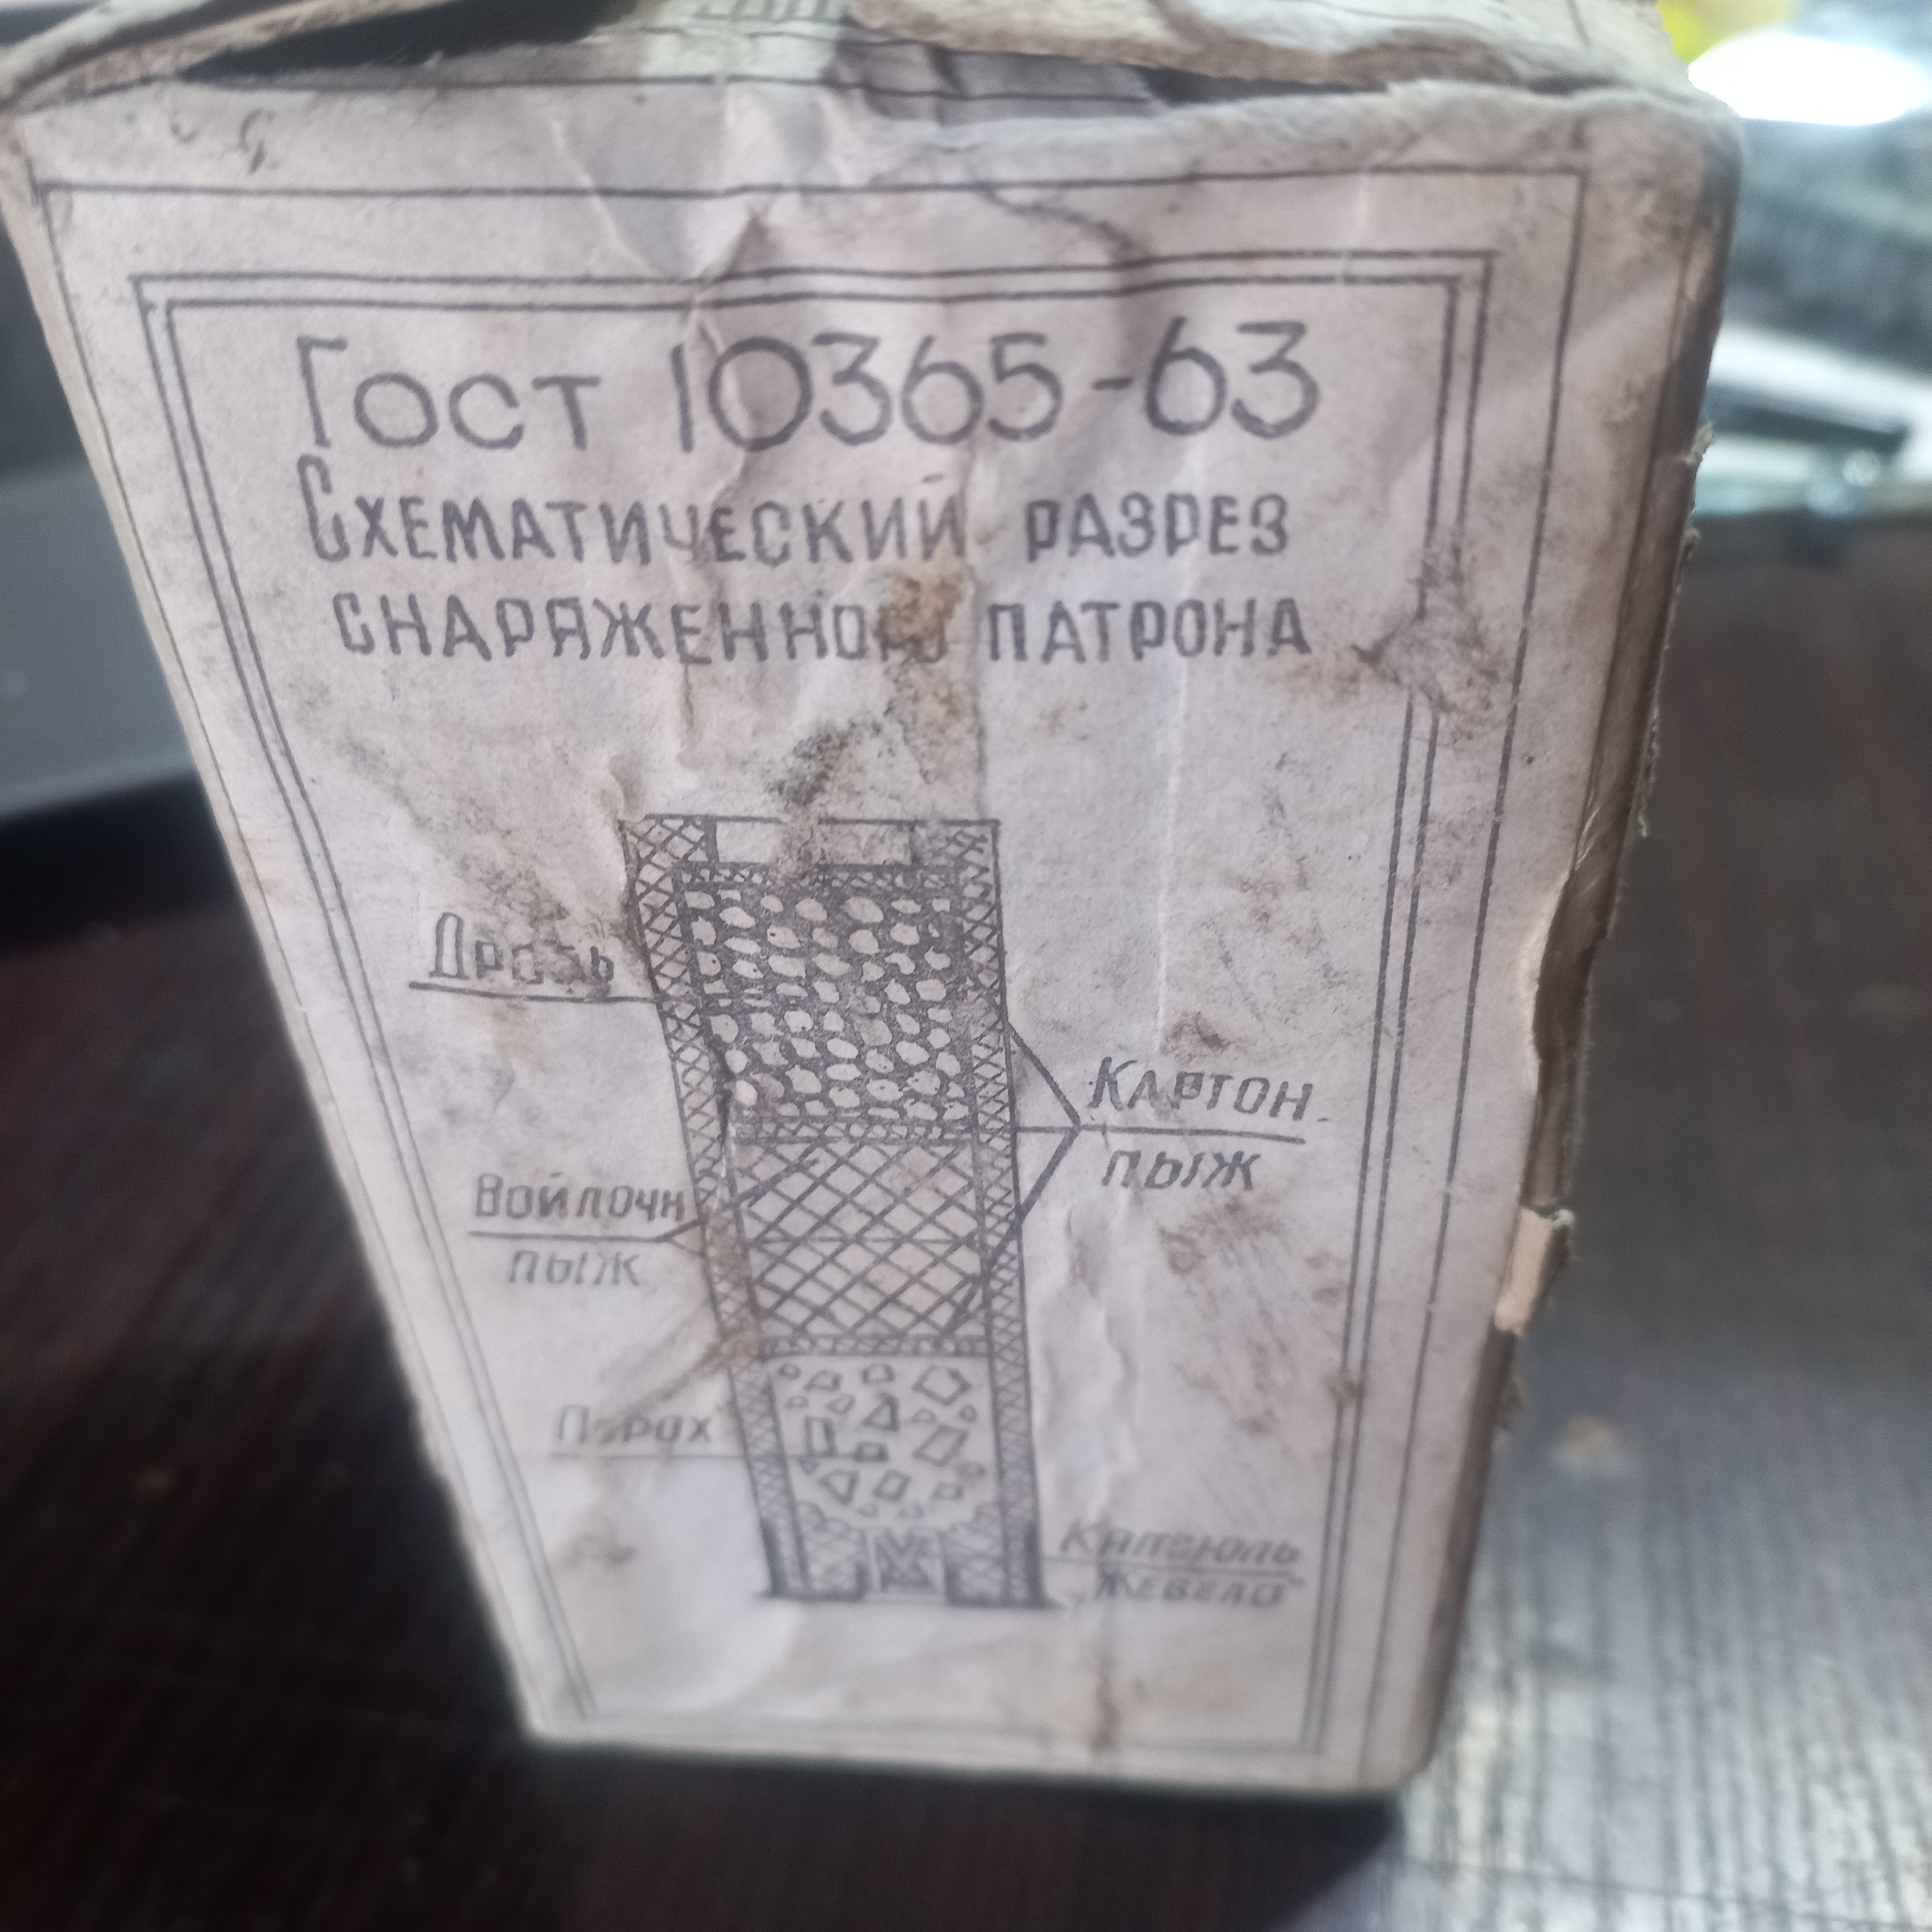 Гост 10365-63
Схематический разрез
снаряженного патрона
Дробь
Картон.
пыж
Войлочн
пыж
Порох
Капсюль
„Жевело"